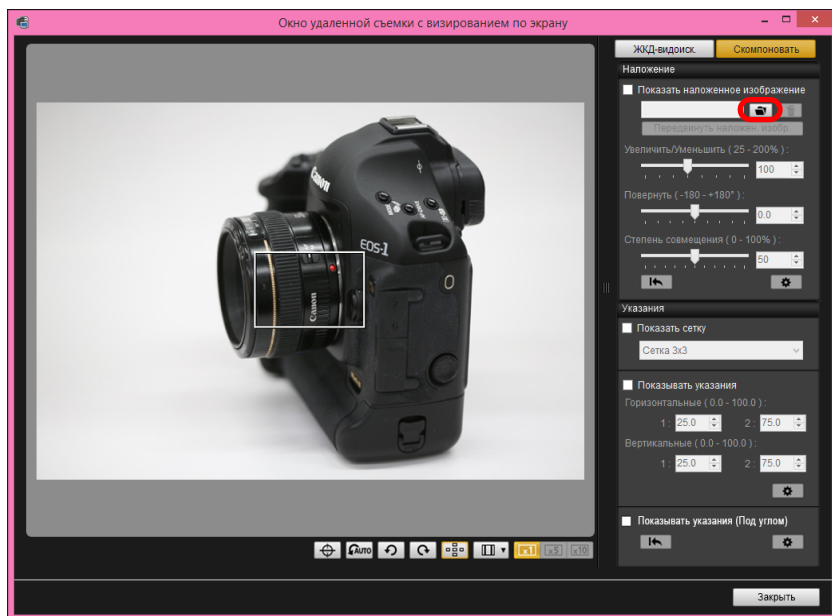 Окно удаленной съемки с визированием по экрану
ЖКД-видоиск. Скомпоновать
Наложение
Показать наложенное изображение
Передвинуть наложен. изобр.
Увеличить/Уменьшить ( 25 - 200% ) :
100
Повернуть ( -180 - +180° ) :
0.0
Степень совмещения ( 0 - 100% ) :
50
Указания
Показать сетку
Сетка 3x3
Показывать указания
Горизонтальные ( 0.0 - 100.0 ) :
1 : 25.0 2 : 75.0
Вертикальные ( 0.0 - 100.0 ) :
1 : 25.0 2 : 75.0
Показывать указания (Под углом)
Canon
EOS-1
Canon
AUTO x1 x5 x10
Закрыть